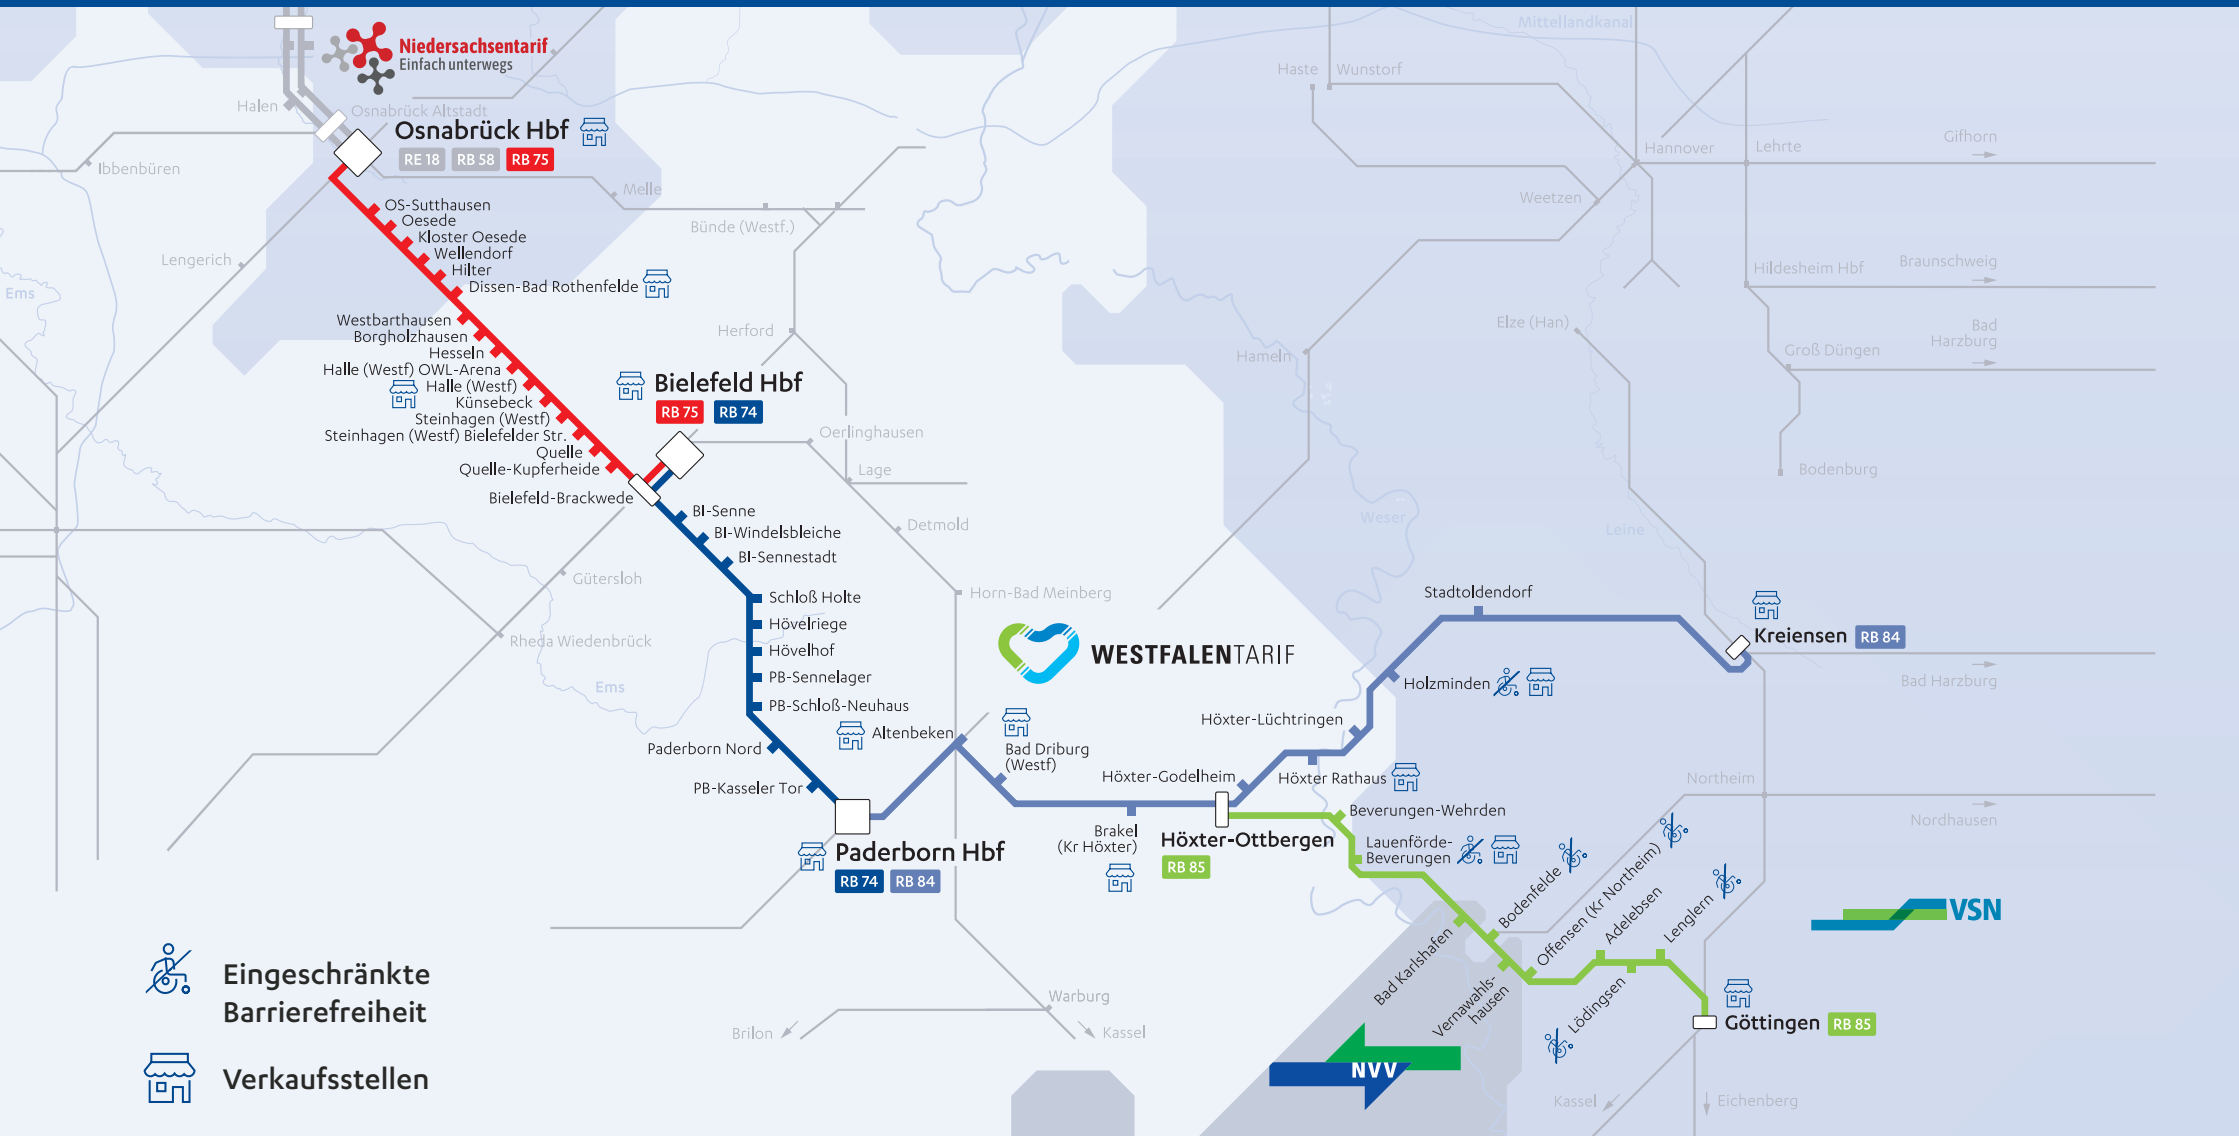 Mittellandkanal
Niedersachsentarif
Einfach unterwegs
Haste
Wunstorf
Halen
Osnabrück Altstadt
Osnabrück Hbf
RE 18
RB 58
RB 75
Gifhorn
Hannover
Lehrte
Ibbenbüren
Melle
Weetzen
OS-Sutthausen
Oesede
Kloster Oesede
Wellendorf
Hilter
Dissen-Bad Rothenfelde
Bünde (Westf.)
Lengerich
Ems
Hildesheim Hbf
Braunschweig
Westbarthausen
Borgholzhausen
Hesseln
Halle (Westf) OWL-Arena
Halle (Westf)
Künsebeck
Steinhagen (Westf)
Steinhagen (Westf) Bielefelder Str.
Quelle
Quelle-Kupferheide
Bielefeld-Brackwede
Herford
Elze (Han)
Bad
Harzburg
Hameln
Groß Düngen
Bielefeld Hbf
RB 75
RB 74
Oerlinghausen
Lage
Bodenburg
Detmold
Weser
Leine
BI-Senne
BI-Windelsbleiche
BI-Sennestadt
Gütersloh
Schloß Holte
Hövelriege
Hövelhof
PB-Sennelager
PB-Schloß-Neuhaus
Horn-Bad Meinberg
Rheda Wiedenbrück
Ems
WESTFALENTARIF
Stadtoldendorf
Kreiensen
RB 84
Bad Harzburg
Holzminden
Höxter-Lüchtringen
Altenbeken
Bad Driburg
(Westf)
Paderborn Nord
PB-Kasseler Tor
Höxter-Godelheim
Höxter Rathaus
Northeim
Nordhausen
Brakel
(Kr Höxter)
Höxter-Ottbergen
RB 85
Beverungen-Wehrden
Lauenförde-
Beverungen
Paderborn Hbf
RB 74
RB 84
Bad Karlshafen
Bodenfelde
Vernawahls-
hausen
Offensen (Kr Northeim)
Adelebsen
Lödingsen
Lenglern
VSN
Göttingen
RB 85
Eingeschränkte
Barrierefreiheit
Verkaufsstellen
Warburg
Brilon
Kassel
NVV
Kassel
Eichenberg